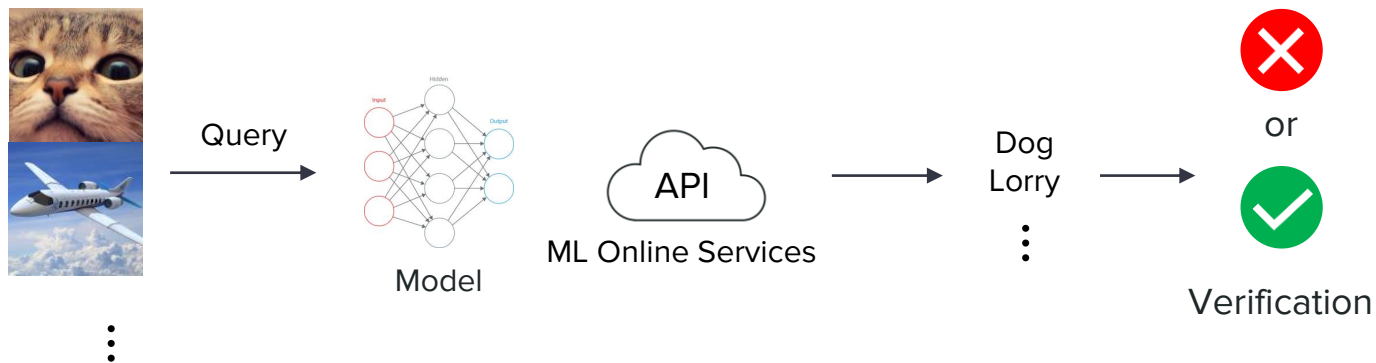 Query
Input
Hidden
Output
Model
API
ML Online Services
Dog
Lorry
or
Verification